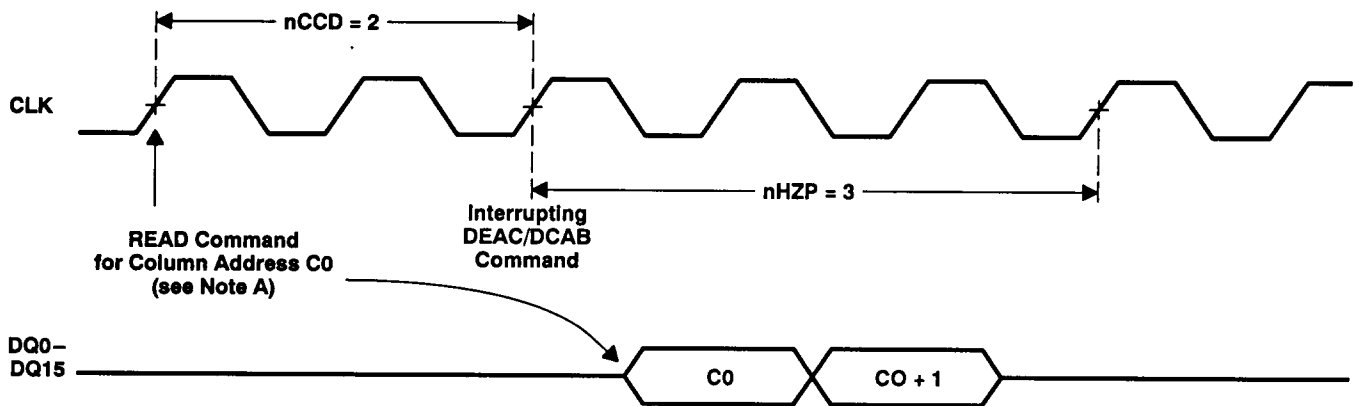 nCCD = 2
CLK
nHZP = 3
READ Command
for Column Address C0
(see Note A)
Interrupting
DEAC/DCAB
Command
DQ0–
DQ15
C0
CO + 1